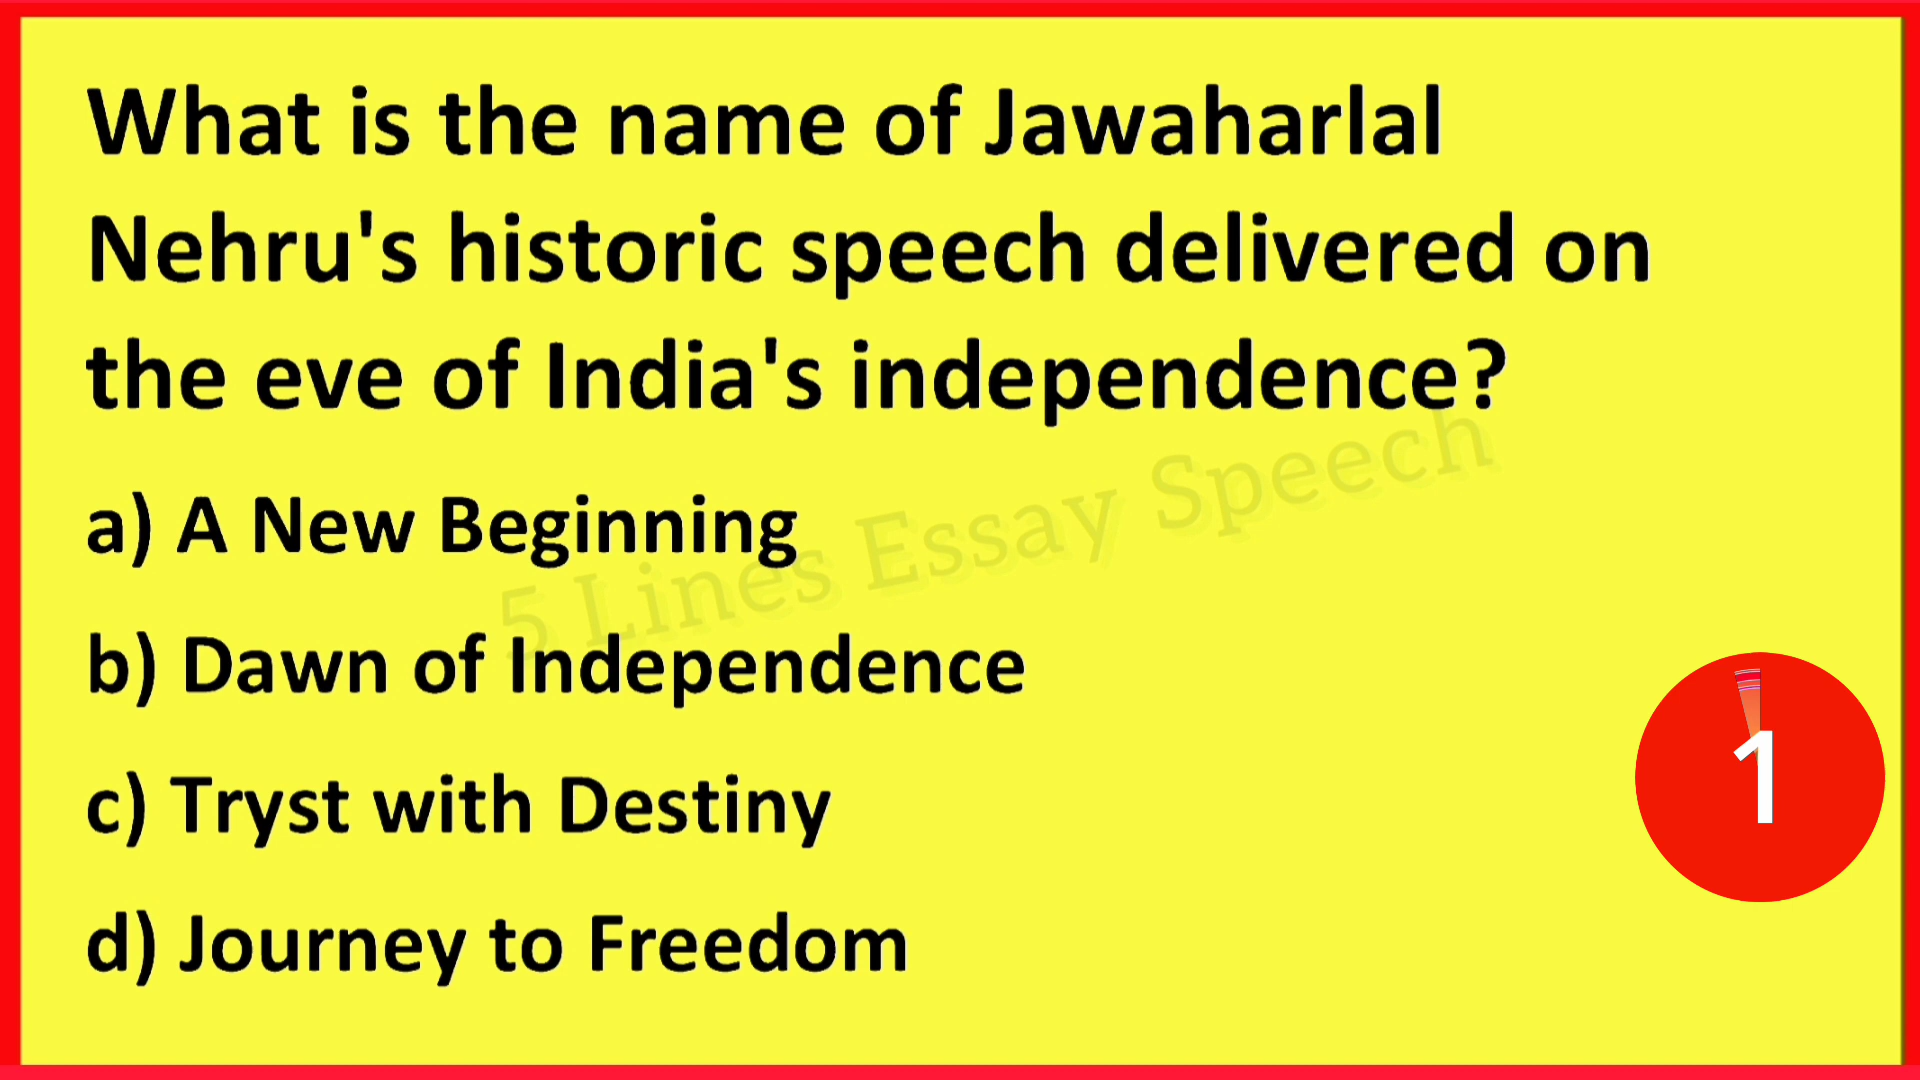 What is the name of Jawaharlal
Nehru's historic speech delivered on
the eve of India's independence?
a) A New Beginning
5 Lines Essay Speech
b) Dawn of Independence
c) Tryst with Destiny
1
d) Journey to Freedom